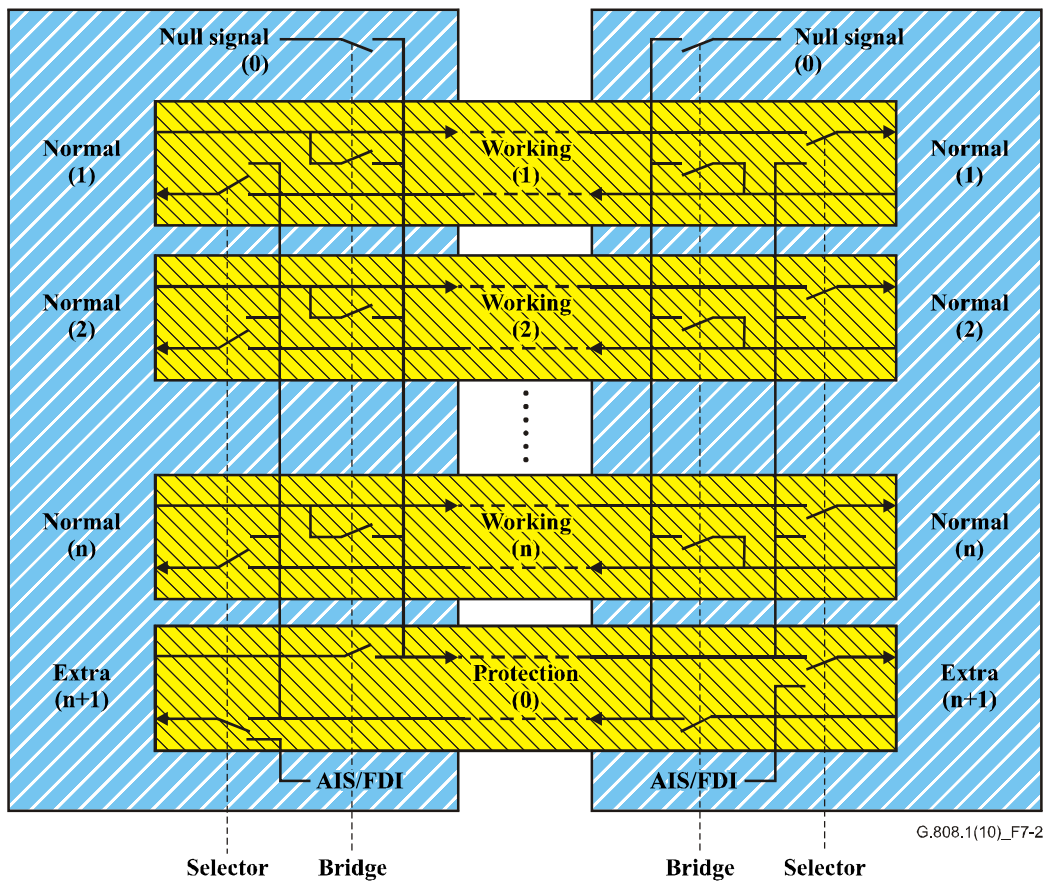 Null signal
(0)
Null signal
(0)
Normal
(1)
Working
(1)
Normal
(1)
Normal
(2)
Working
(2)
Normal
(2)
Normal
(n)
Working
(n)
Normal
(n)
Extra
(n+1)
Protection
(0)
Extra
(n+1)
AIS/FDI
AIS/FDI
G.808.1(10)_F7-2
Selector
Bridge
Bridge
Selector